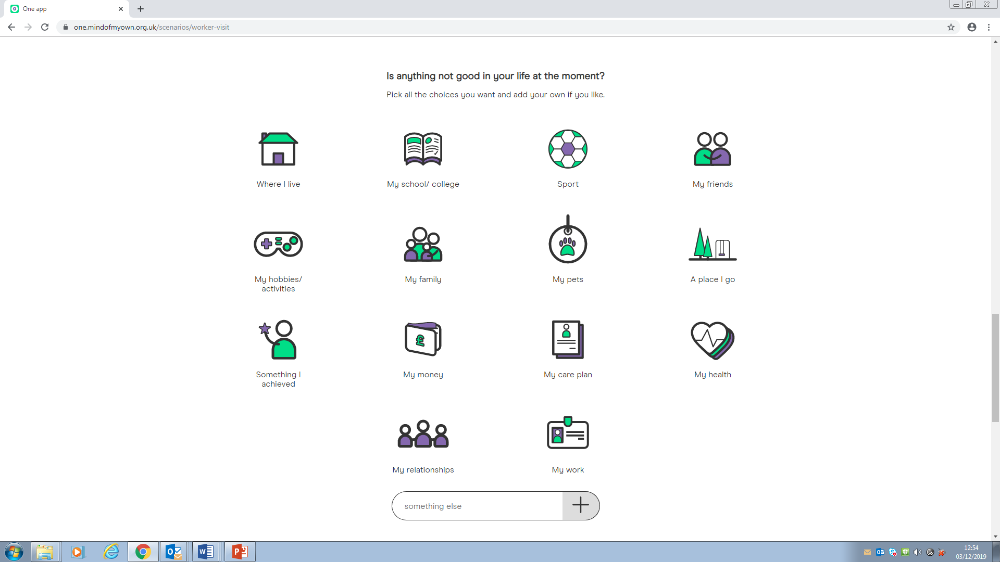 One app
one.mindofmyown.org.uk/scenarios/worker-visit
Is anything not good in your life at the moment?
Pick all the choices you want and add your own if you like.
Where I live
My school/ college
Sport
My friends
My hobbies/
activities
My family
My pets
A place I go
£
Something I
achieved
My money
My care plan
My health
My relationships
My work
something else
12:54
03/12/2019